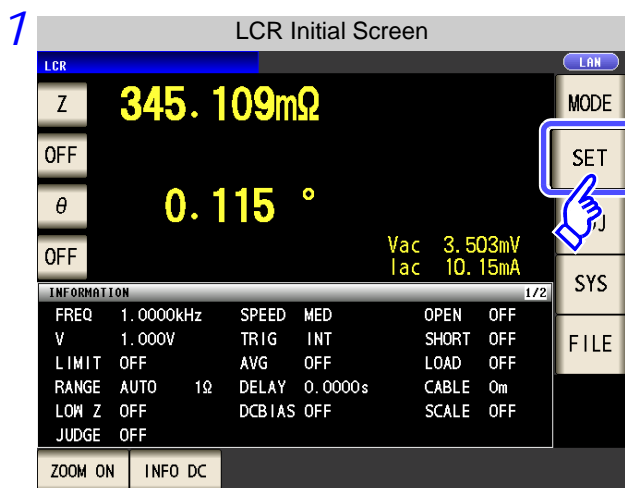 1
LCR Initial Screen
LCR
LAN
Z
345.109mΩ
MODE
OFF
SET
θ
0.115 °
J
OFF
Vac 3.503mV
Iac 10.15mA
SYS
INFORMATION 1/2
FREQ 1.0000kHz SPEED MED OPEN OFF
V 1.000V TRIG INT SHORT OFF
FILE
LIMIT OFF AVG OFF LOAD OFF
RANGE AUTO 1Ω DELAY 0.0000s CABLE 0m
LOW Z OFF DCBIAS OFF SCALE OFF
JUDGE OFF
ZOOM ON INFO DC